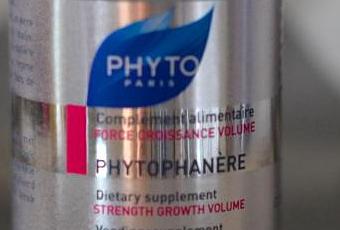 PHYTO
PARIS
Complément alimentaire
FORCE CROISSANCE VOLUME
PHYTOPHANÈRE
Dietary supplement
STRENGTH GROWTH VOLUME